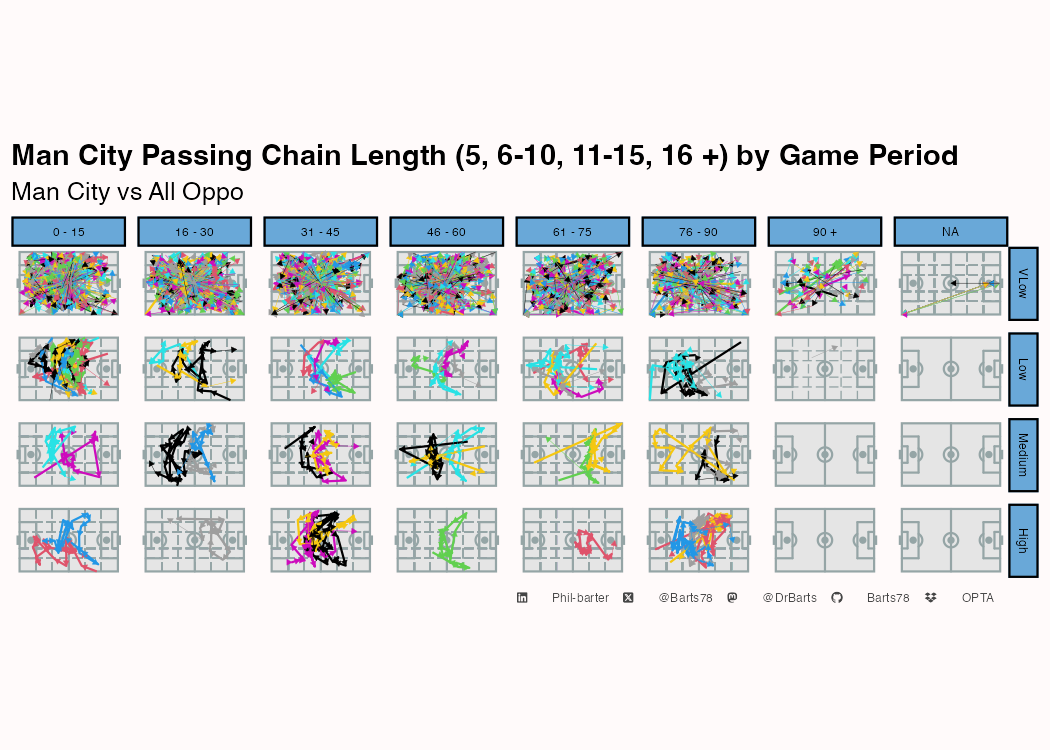 Man City Passing Chain Length (5, 6-10, 11-15, 16 +) by Game Period
Man City vs All Oppo
0 - 15 16 - 30 31 - 45 46 - 60 61 - 75 76 - 90 90 + NA
VLow
Low
Medium
High
Phil-barter @Barts78 @DrBarts Barts78 OPTA